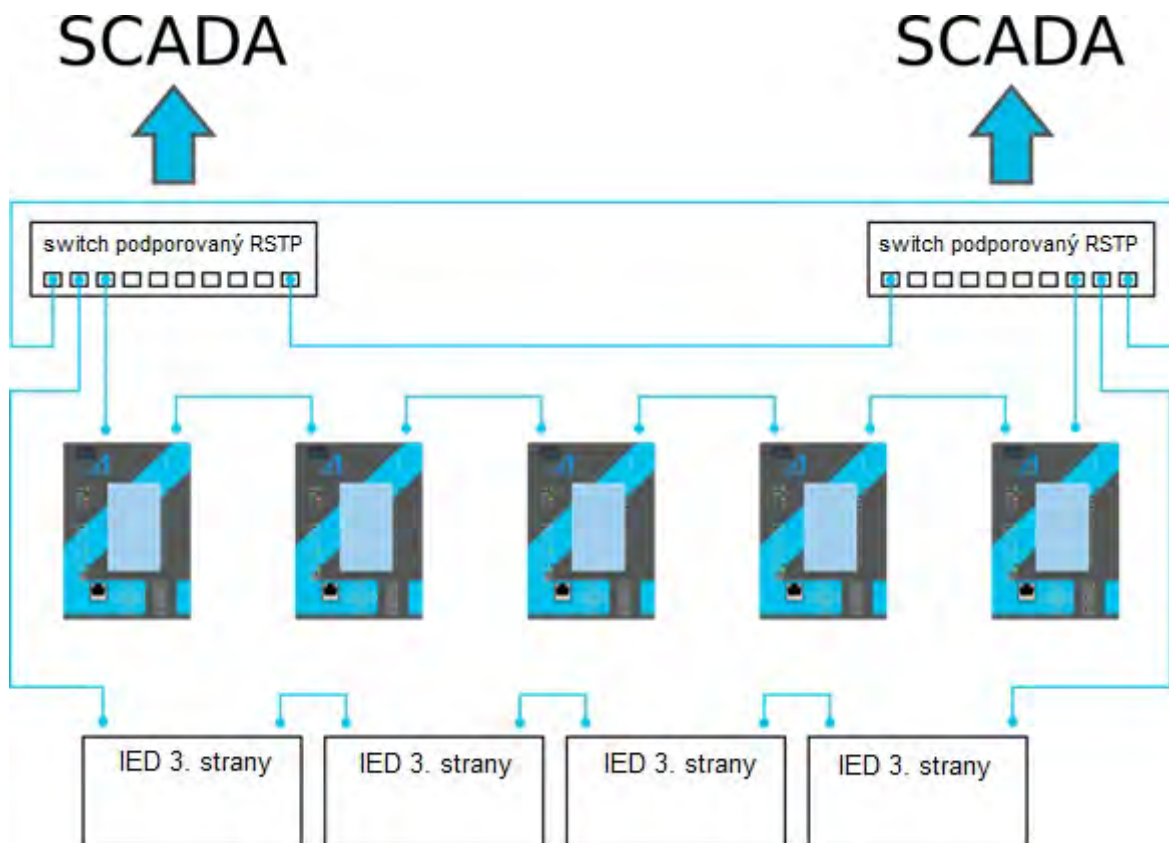 SCADA
SCADA
switch podporovaný RSTP
switch podporovaný RSTP
IED 3. strany
IED 3. strany
IED 3. strany
IED 3. strany